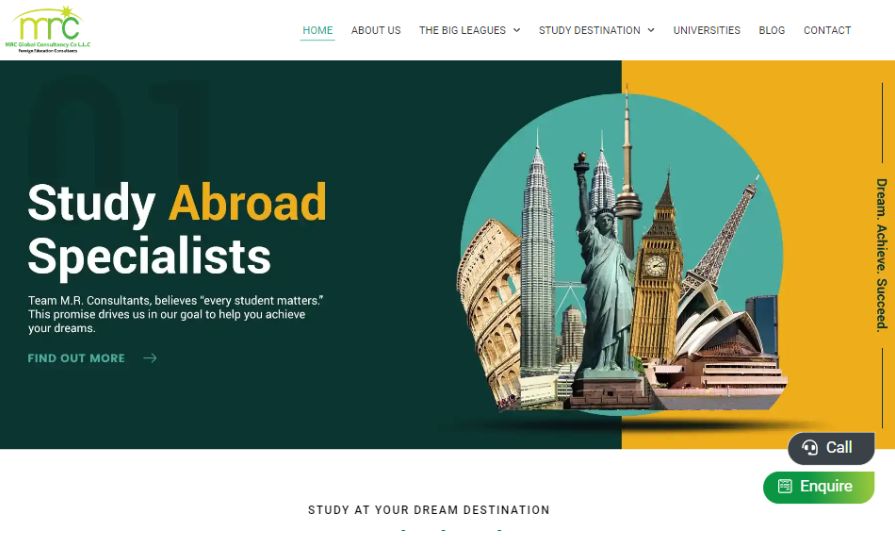 mrc
MRC Global Consultancy Co L.L.C
Foreign Education Consultants
HOME
ABOUT US
THE BIG LEAGUES
STUDY DESTINATION
UNIVERSITIES
BLOG
CONTACT
01
Study Abroad
Specialists
Team M.R. Consultants, believes “every student matters.”
This promise drives us in our goal to help you achieve
your dreams.
FIND OUT MORE
Dream. Achieve. Succeed.
Call
Enquire
STUDY AT YOUR DREAM DESTINATION